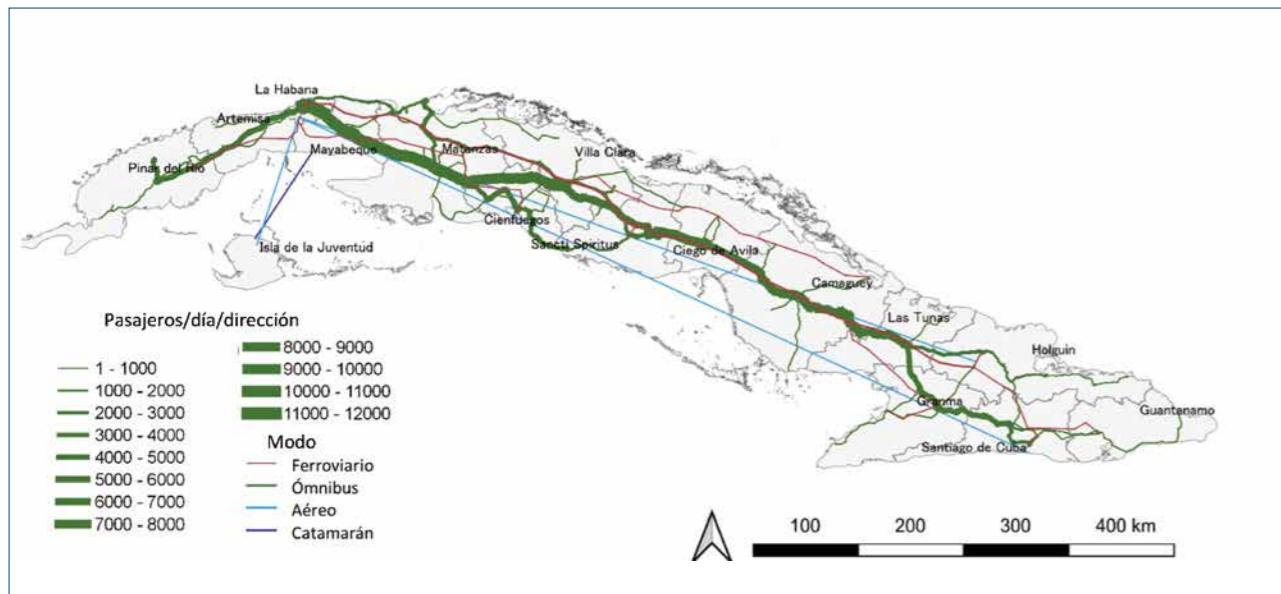 La Habana
Artemisa
Mayabeque
Matanzas
Villa Clara
Pinar del Rio
Cienfuegos
Isla de la Juventúd
Sancti Spiritus
Ciego de Avila
Camaguey
Las Tunas
Holguin
Granma
Guantanamo
Santiago de Cuba
Pasajeros/día/dirección
1 - 1000
1000 - 2000
2000 - 3000
3000 - 4000
4000 - 5000
5000 - 6000
6000 - 7000
7000 - 8000
8000 - 9000
9000 - 10000
10000 - 11000
11000 - 12000
Modo
Ferroviario
Ómnibus
Aéreo
Catamarán
100 200 300 400 km